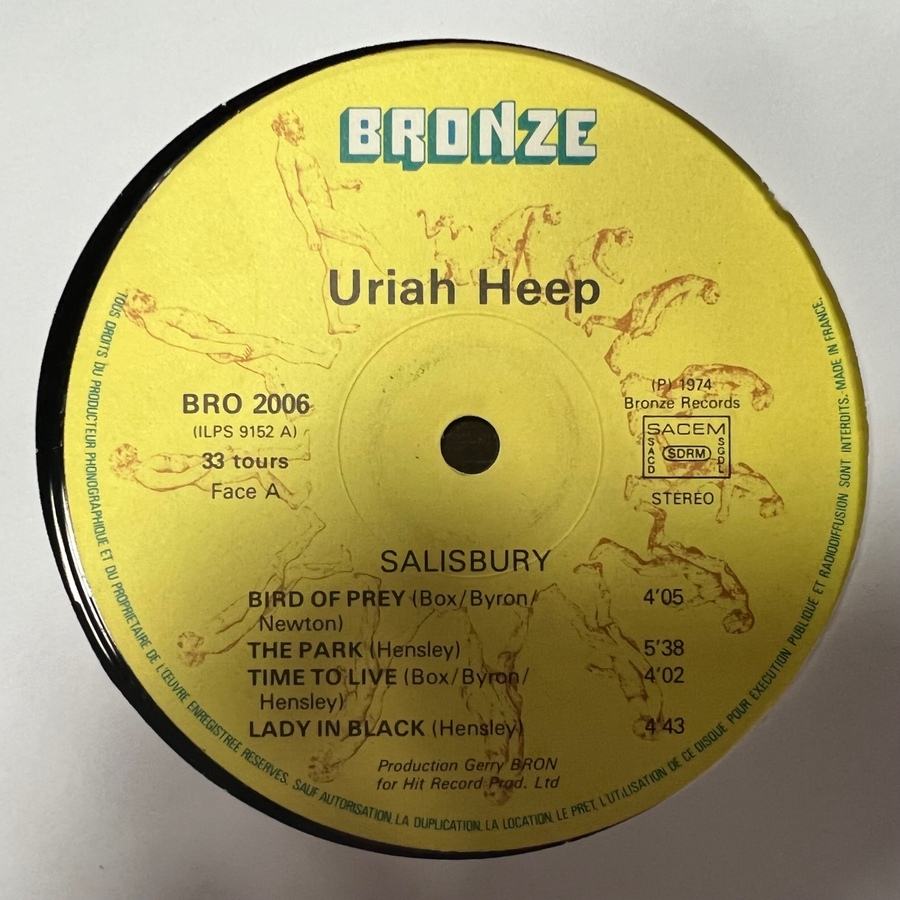 BRONZE
Uriah Heep
BRO 2006
(ILPS 9152 A)
33 tours
Face A
(P) 1974
Bronze Records
SACEM
SACD
SDRM
SGDL
STEREO
SALISBURY
BIRD OF PREY (Box/Byron/ 4'05
Newton)
THE PARK (Hensley) 5'38
TIME TO LIVE (Box/Byron/ 4'02
Hensley)
LADY IN BLACK (Hensley) 4'43
Production Gerry BRON
for Hit Record Prod. Ltd
TOUS DROITS DU PRODUCTEUR PHONOGRAPHIQUE ET DU PROPRIETAIRE DE L'ŒUVRE ENREGISTREE RESERVES. SAUF AUTORISATION, LA DUPLICATION, LA LOCATION, LE PRET, L'UTILISATION DE CE DISQUE POUR EXECUTION PUBLIQUE ET RADIODIFFUSION SONT INTERDITS. MADE IN FRANCE.